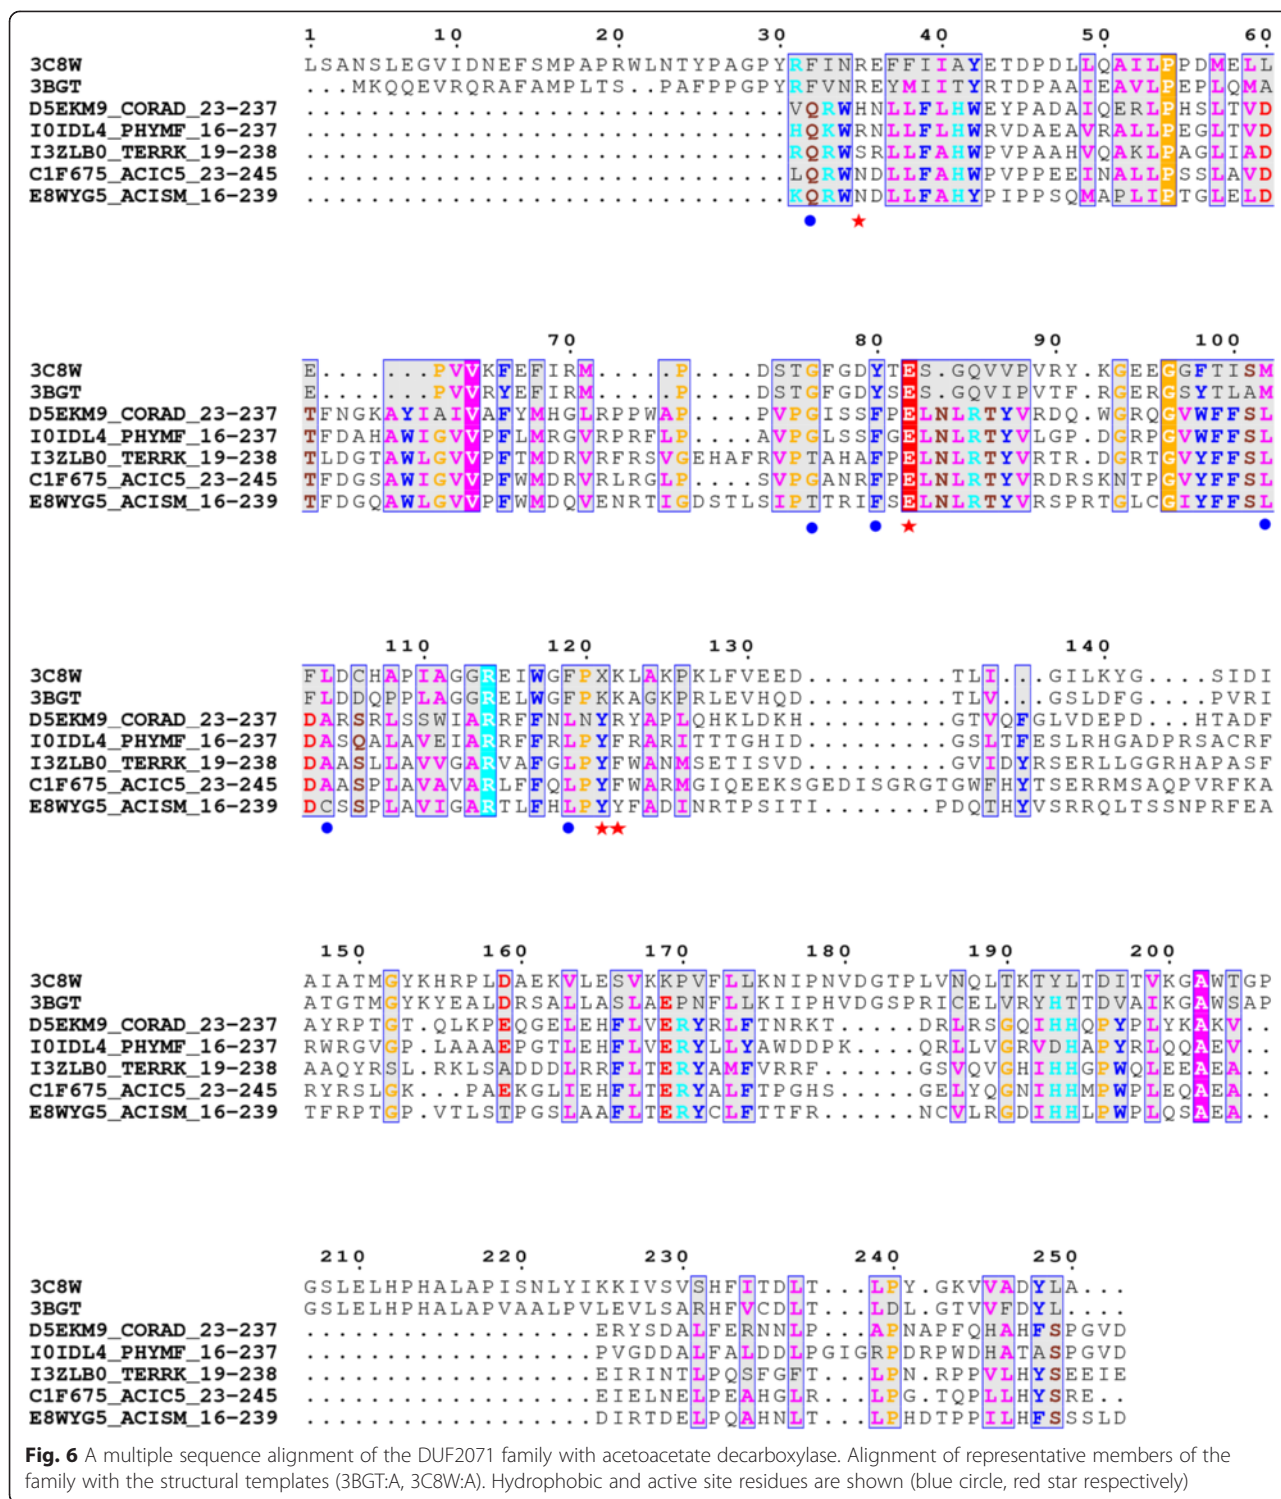 1 10 20 30 40 50 60
3C8W LSANSLEGVIDNEFSMPAPRWLNTYPAGPYRFINREFFIIAYETDPDLLQAILPPDMELL
3BGT ...MKQQEVRQRAFAMPLTS..PAFPPGPYRFVNREYMIITYRTDPAAIEAVLPEPLQMA
D5EKM9_CORAD_23-237 ..............................VQRWHNLLFLHWEYPADAIQERLPHSLTVD
I0IDL4_PHYMF_16-237 ..............................HQKWRNLLFLHWRVDAEAVRALLPEGLTVD
I3ZLB0_TERRK_19-238 ..............................RQRWSRLLFAHWPVPAAHVQAKLPAGLIAD
C1F675_ACIC5_23-245 ..............................LQRWNDLLFAHWPVPPEEINALLPSSLAVD
E8WYG5_ACISM_16-239 ..............................KQRWNDLLFAHYPIPPSQMAPLIPTGLELD
70 80 90 100
3C8W E.......PVVKFEFIRM.....P....DSTGFGDYTES.GQVVPVRY.KGEEGGFTISM
3BGT E.......PVVRYEFIRM.....P....DSTGFGDYSES.GQVIPVTF.RGERGSYTLAM
D5EKM9_CORAD_23-237 TFNGKAYIAIVAFYMHGLRPPWAP....PVPGISSFPELNLRTYVRDQ.WGRQGVWFFSL
I0IDL4_PHYMF_16-237 TFDAHAWIGVVPFLMRGVRPRFLP....AVPGLSSFGELNLRTYVLGP.DGRPGVWFFSL
I3ZLB0_TERRK_19-238 TLDGTAWLGVVPFTMDRVRFRSVGEHAFRVPTAHAFPELNLRTYVRTR.DGRTGVYFFSL
C1F675_ACIC5_23-245 TFDGSAWIGVVPFWMDRVRLRGLP....SVPGANRFPELNLRTYVRDRSKNTPGVYFFSL
E8WYG5_ACISM_16-239 TFDGQAWLGVVPFWMDQVENRTIGDSTLSIPTTRIFSELNLRTYVRSPRTGLCGIYFFSL
110 120 130 140
3C8W FLDCHAPIAGGREIWGFPXKLAKPKLFVEED.........TLI...GILKYG....SIDI
3BGT FLDDQPPLAGGRELWGFPKKAGKPRLEVHQD.........TLV...GSLDFG....PVRI
D5EKM9_CORAD_23-237 DARSRLSSWIARRFFNLNYRYAPLQHKLDKH.........GTVQFGLVDEPD...HTADF
I0IDL4_PHYMF_16-237 DASQALAVEIARRFFRLPYFRARITTTGHID.........GSLTFESLRHGADPRSACRF
I3ZLB0_TERRK_19-238 DAASLLAVVGARVAFGLPYFWANMSETISVD.........GVIDYRSERLLGGRHAPASF
C1F675_ACIC5_23-245 DAASPLAVAVARLFFQLPYFWARMGIQEEKSGEDISGRGTGWFHYTSERRMSAQPVRFKA
E8WYG5_ACISM_16-239 DCSSPLAVIGARTLFHLPYYFADINRTPSITI........PDQTHYVSRRQLTSSNPRFEA
150 160 170 180 190 200
3C8W AIATMGYKHRPLDAEKVLESVKKPVFLLKNIPNVDGTPLVNQLTKTYLTDITVKGAWTGP
3BGT ATGTMGYKYEALDRSALLASLAEPNFLLKIIPHVDGSPRICELVRYHTTDVAIKGAWSAP
D5EKM9_CORAD_23-237 AYRPTGT.QLKPEQGELEHFLVERYRLFTNRKT.....DRLRSGQIHHQPYPLYKAKV..
I0IDL4_PHYMF_16-237 RWRGVGP.LAAAEPGTLEHFLVERYLLYAWDDPK....QRLLVGRVDHAPYRLQQAEV..
I3ZLB0_TERRK_19-238 AAQYRSL.RKLSADDDLRRFLTERYAMFVRRF......GSVQVGHIHHGPWQLEEAEA..
C1F675_ACIC5_23-245 RYRSLGK...PAEKGLIEHFLTERYALFTPGHS.....GELYQGNIHHMPWPLEQAEA..
E8WYG5_ACISM_16-239 TFRPTGP.VTLSTPGSLAAFLTERYCLFTTFR......NCVLRGDIHHLPWPLQSAEA..
210 220 230 240 250
3C8W GSLELHPHALAPISNLYIKKIVSVSHFITDLT...LPY.GKVVADYLA...
3BGT GSLELHPHALAPVAALPVLEVLSARHFVCDLT...LDL.GTVVFDYL....
D5EKM9_CORAD_23-237 ..................ERYSDALFERNNLP...APNAPFQHAHFSPGVD
I0IDL4_PHYMF_16-237 ..................PVGDDALFALDDLPGIGRPDRPWDHATASPGVD
I3ZLB0_TERRK_19-238 ..................EIRINTLPQSFGFT...LPN.RPPVLHYSEEIE
C1F675_ACIC5_23-245 ..................EIELNELPEAHGLR...LPG.TQPLLHYSRE..
E8WYG5_ACISM_16-239 ..................DIRTDELPQAHNLT...LPHDTPPILHFSSSLD
Fig. 6 A multiple sequence alignment of the DUF2071 family with acetoacetate decarboxylase. Alignment of representative members of the
family with the structural templates (3BGT:A, 3C8W:A). Hydrophobic and active site residues are shown (blue circle, red star respectively)